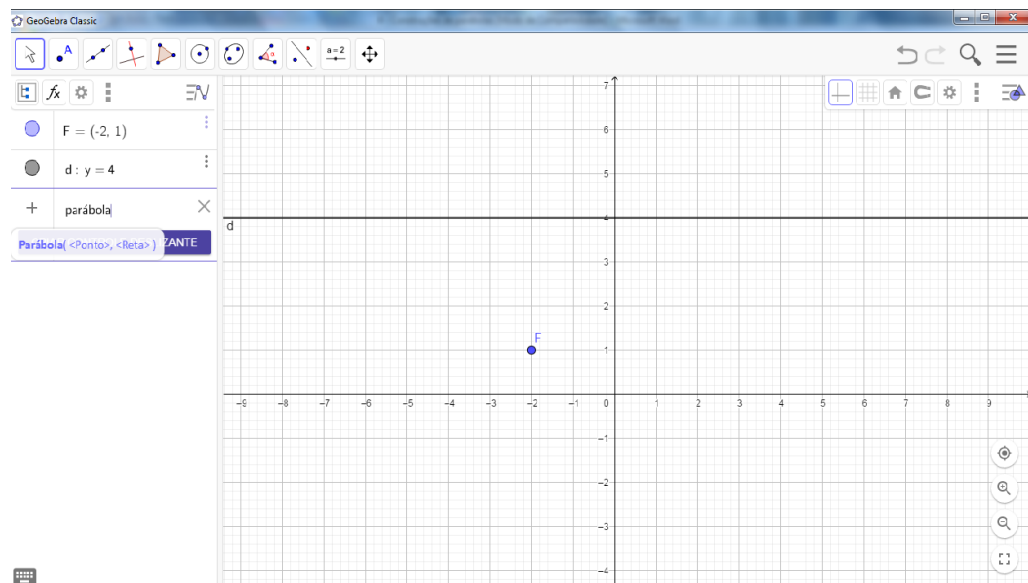 GeoGebra Classic
A
a=2
fx
F = (-2, 1)
d : y = 4
parábola
Parábola( <Ponto>, <Reta> )
ZANTE
d
F
7
6
5
4
3
2
1
-9 -8 -7 -6 -5 -4 -3 -2 -1 0 1 2 3 4 5 6 7 8 9
-1
-2
-3
-4